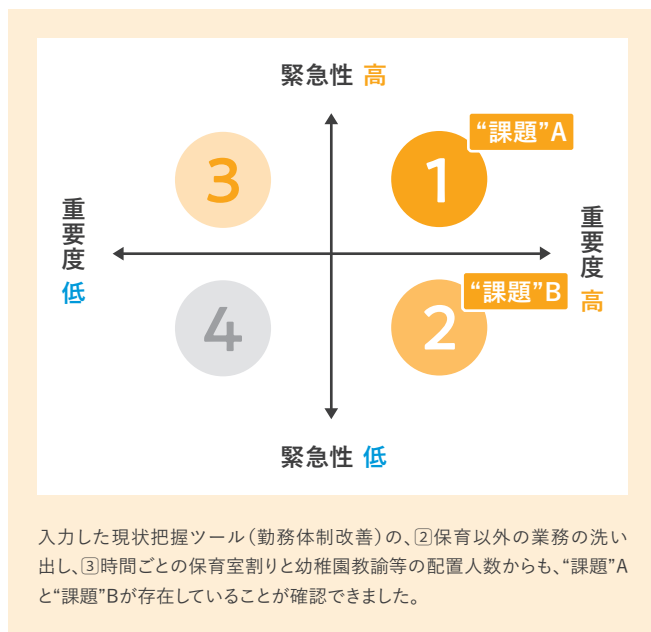 緊急性 高
“課題”A
3
1
重要度 低
重要度 高
“課題”B
4
2
緊急性 低
入力した現状把握ツール(勤務体制改善)の、②保育以外の業務の洗い
出し、③時間ごとの保育室割りと幼稚園教諭等の配置人数からも、“課題”A
と“課題”Bが存在していることが確認できました。